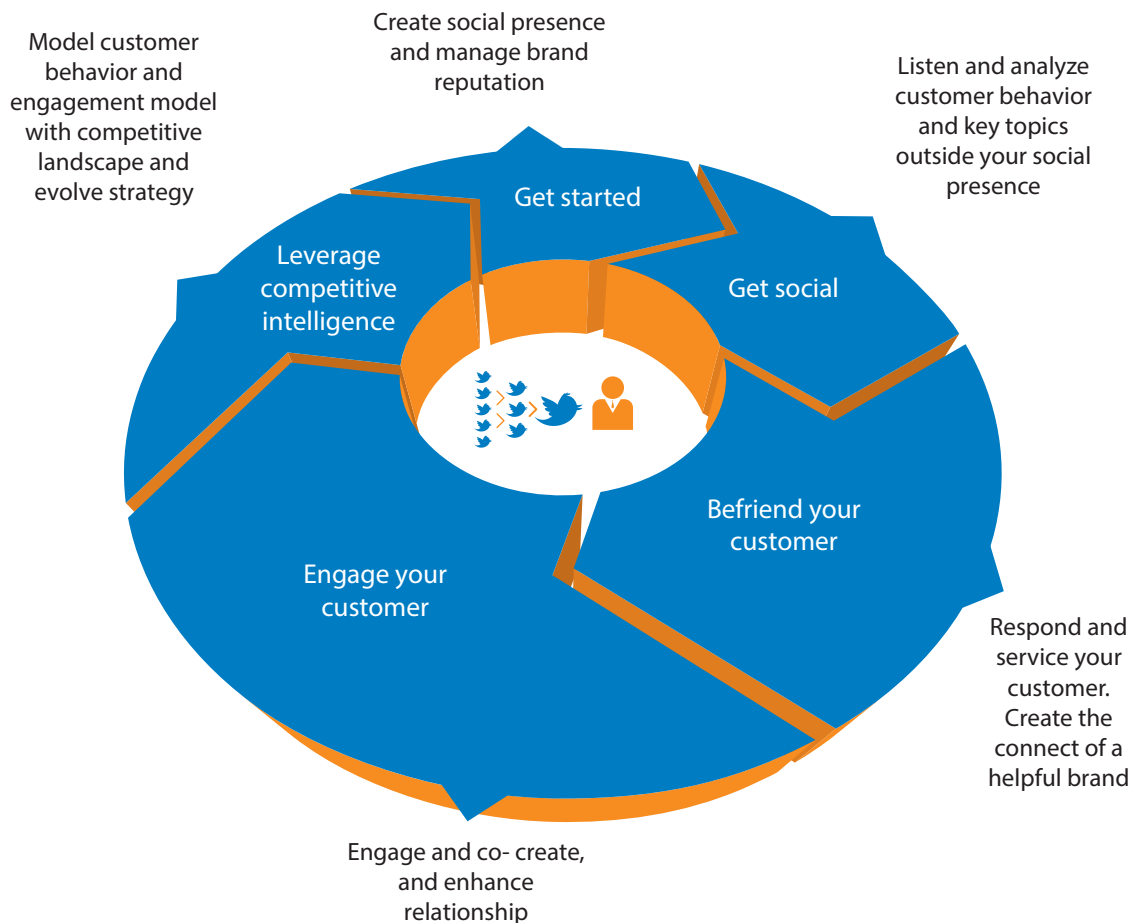 Create social presence
and manage brand
reputation
Get started
Listen and analyze
customer behavior
and key topics
outside your social
presence
Get social
Respond and
service your
customer.
Create the
connect of a
helpful brand
Befriend your
customer
Engage and co- create,
and enhance
relationship
Engage your
customer
Model customer
behavior and
engagement model
with competitive
landscape and
evolve strategy
Leverage
competitive
intelligence